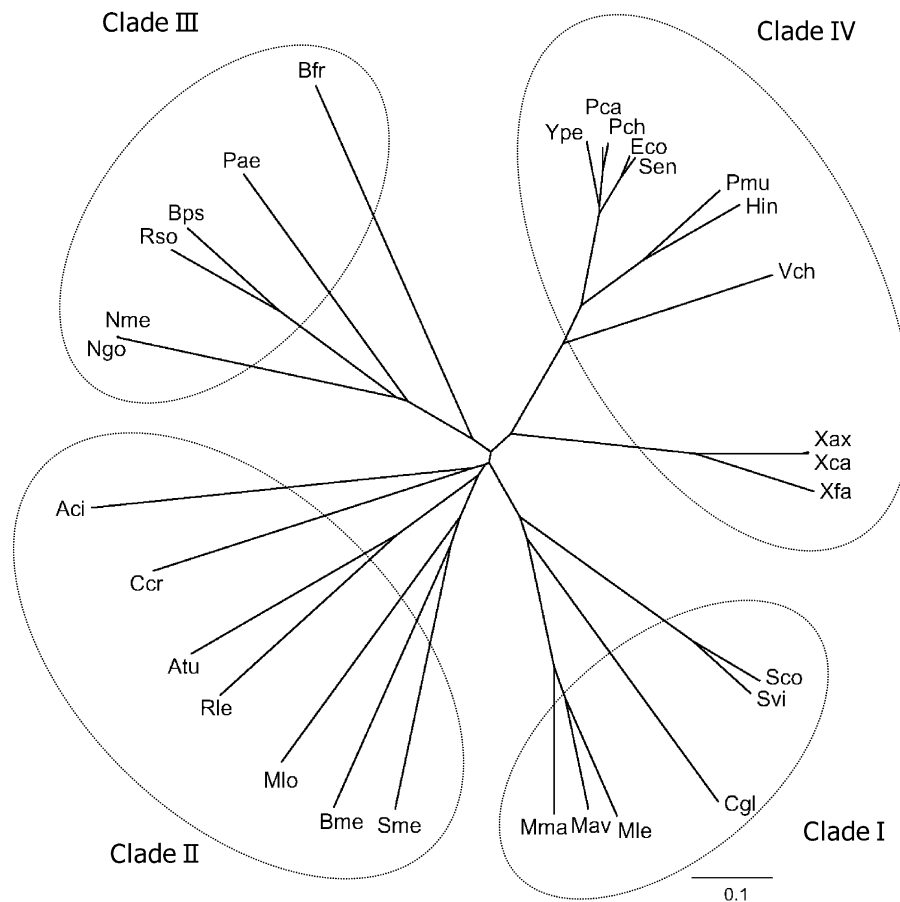 Clade III
Clade IV
Bfr
Pca
Ype
Pch
Eco
Sen
Pae
Pmu
Hin
Bps
Rso
Vch
Nme
Ngo
Xax
Xca
Xfa
Aci
Ccr
Atu
Rle
Mlo
Bme
Sme
Clade II
Sco
Svi
Cgl
Mma
Mav
Mle
Clade I
0.1